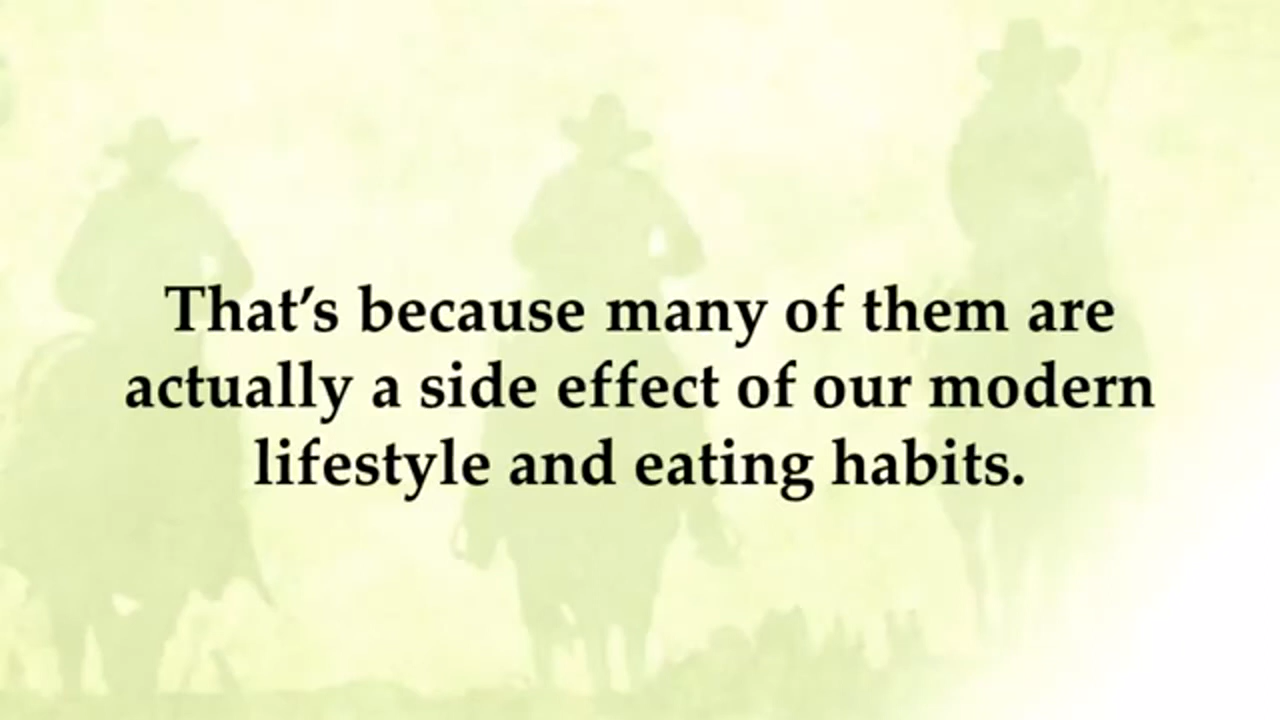 That’s because many of them are
actually a side effect of our modern
lifestyle and eating habits.